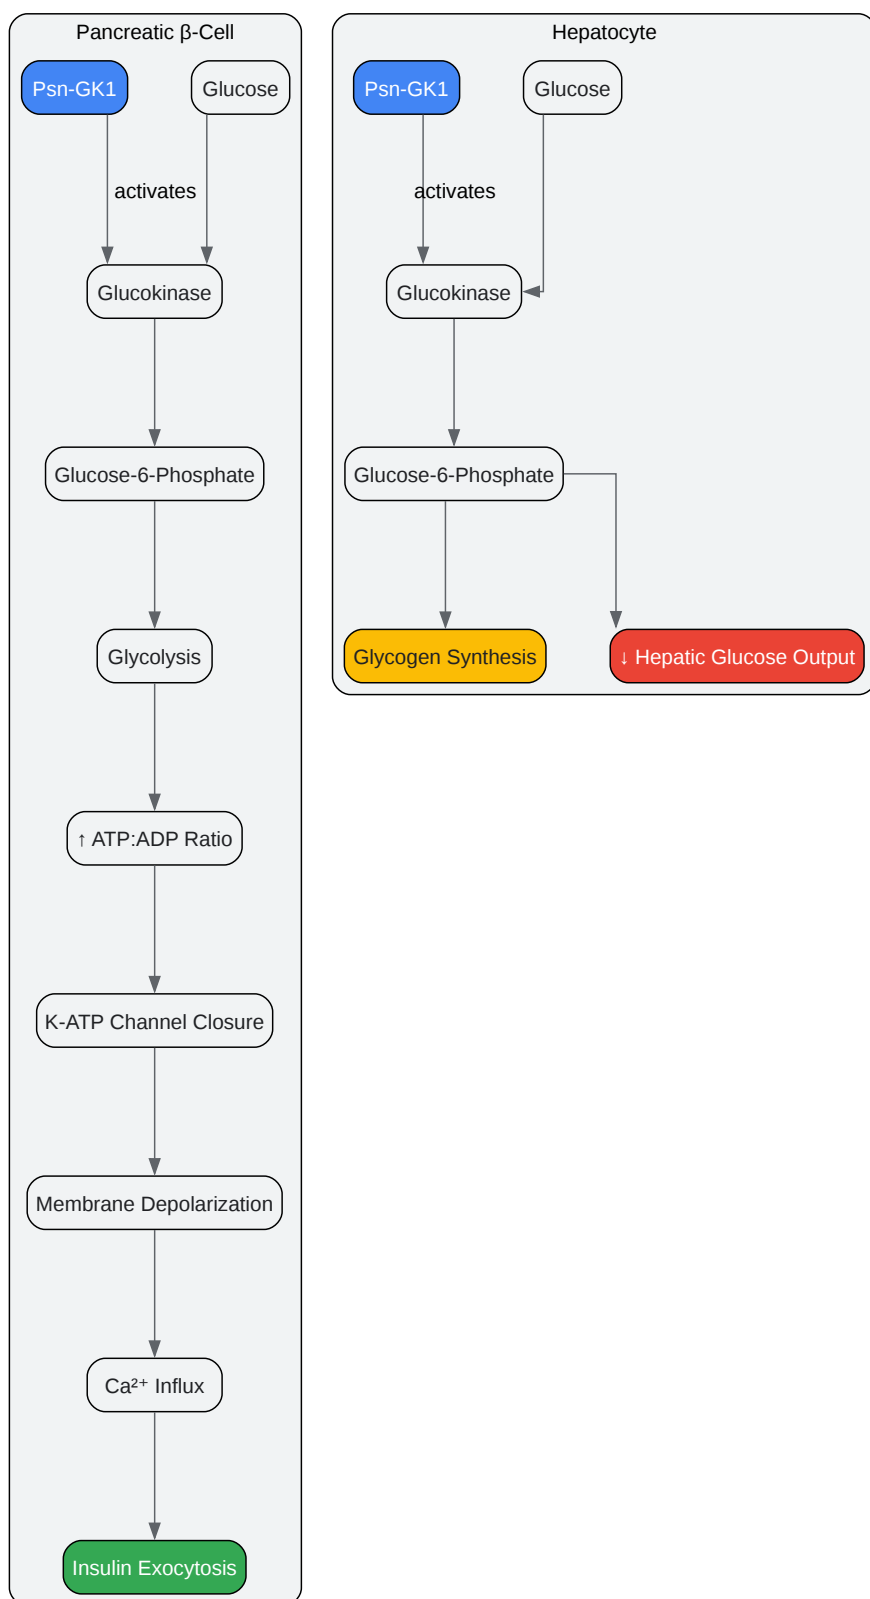 Pancreatic β-Cell
Psn-GK1
Glucose
activates
Glucokinase
Glucose-6-Phosphate
Glycolysis
↑ ATP:ADP Ratio
K-ATP Channel Closure
Membrane Depolarization
Ca²⁺ Influx
Insulin Exocytosis
Hepatocyte
Psn-GK1
Glucose
activates
Glucokinase
Glucose-6-Phosphate
Glycogen Synthesis
↓ Hepatic Glucose Output